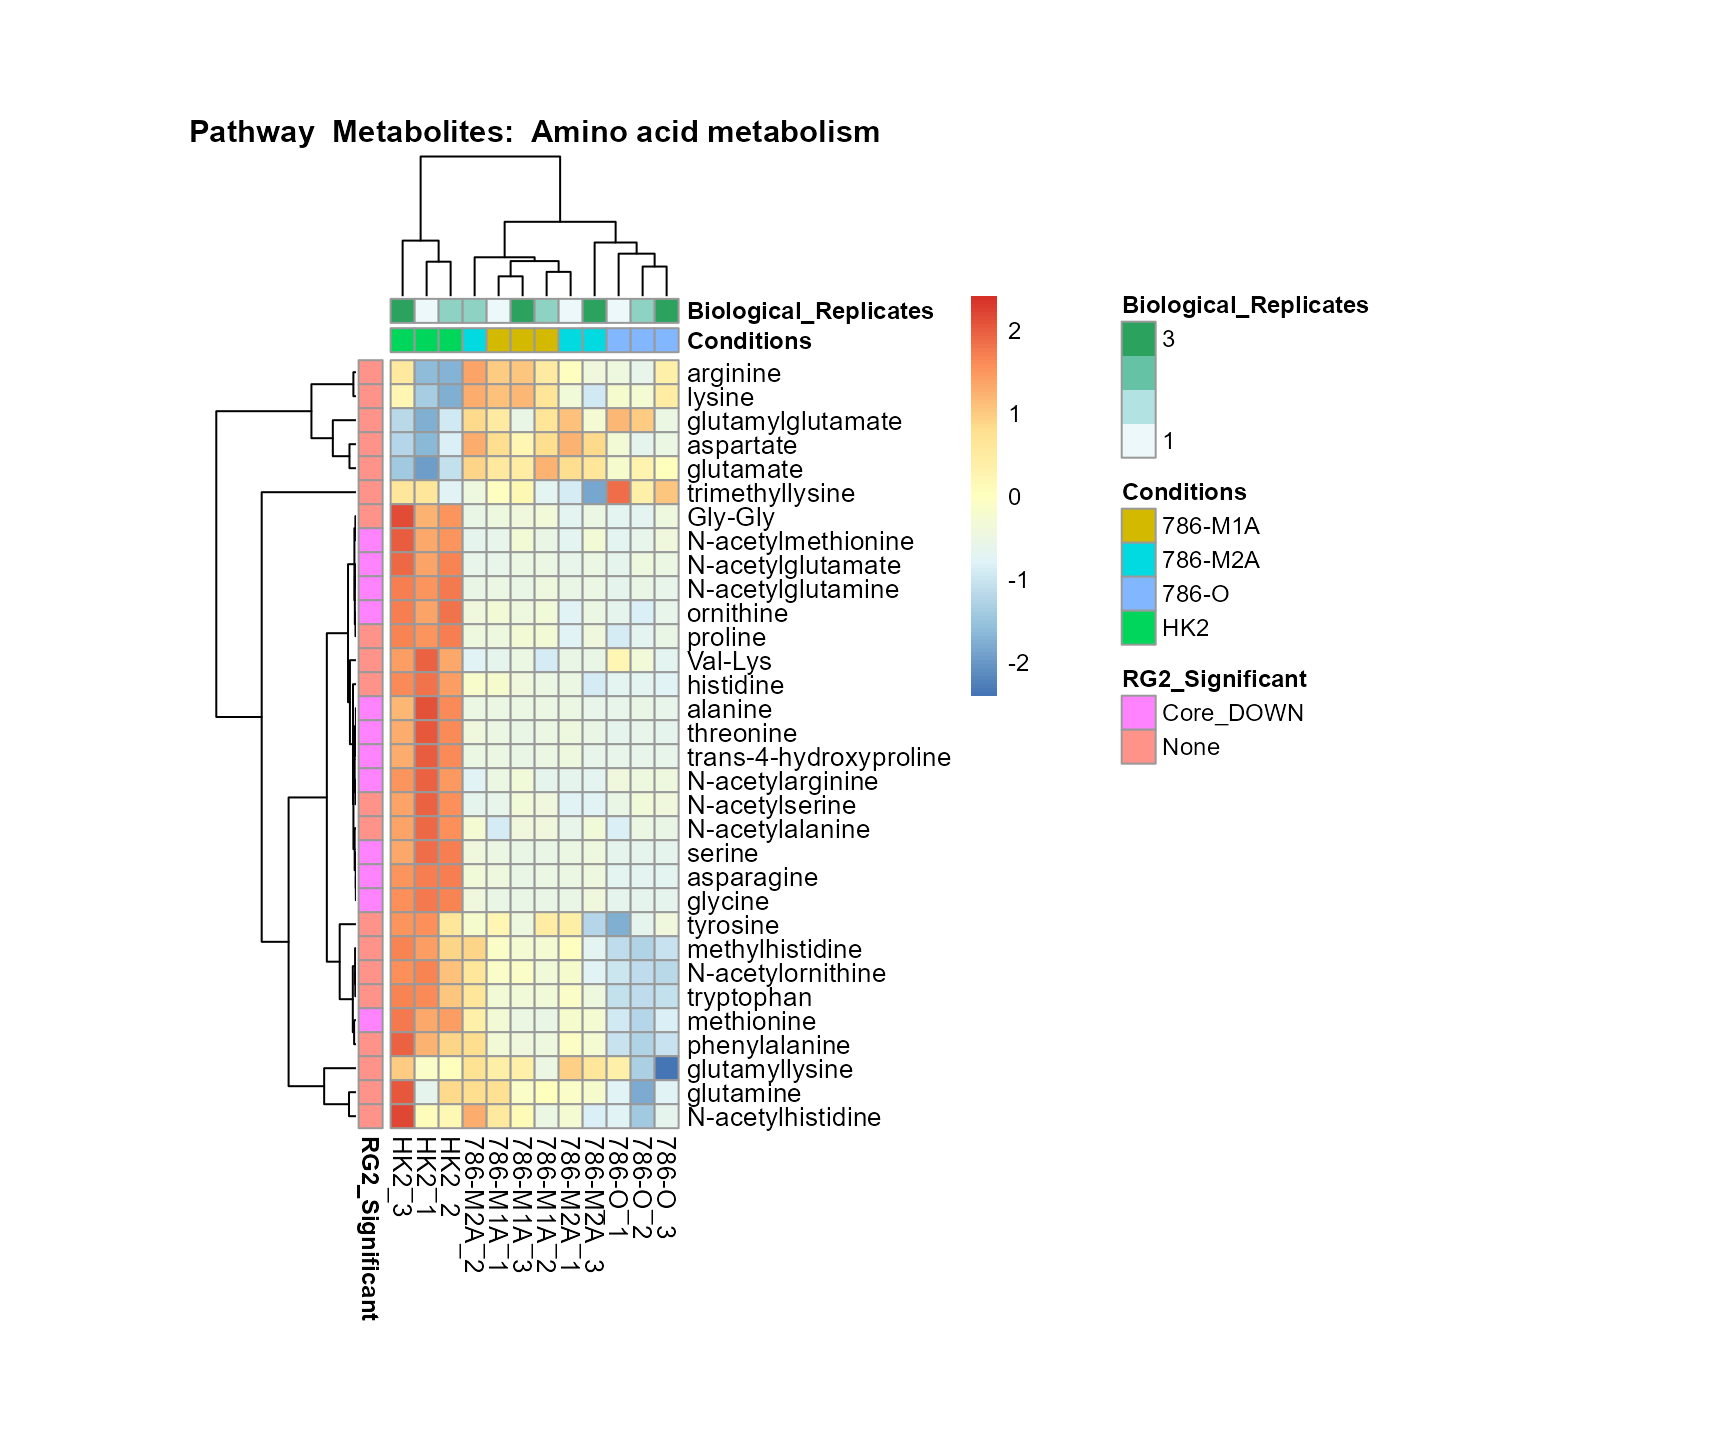 Pathway  Metabolites:  Amino acid metabolism
Biological_Replicates
Conditions
arginine
lysine
glutamylglutamate
aspartate
glutamate
trimethyllysine
Gly-Gly
N-acetylmethionine
N-acetylglutamate
N-acetylglutamine
ornithine
proline
Val-Lys
histidine
alanine
threonine
trans-4-hydroxyproline
N-acetylarginine
N-acetylserine
N-acetylalanine
serine
asparagine
glycine
tyrosine
methylhistidine
N-acetylornithine
tryptophan
methionine
phenylalanine
glutamyllysine
glutamine
N-acetylhistidine
RG2_Significant
HK2_3
HK2_1
HK2_2
786-M2A_2
786-M1A_1
786-M1A_3
786-M1A_2
786-M2A_1
786-M2A_3
786-O_1
786-O_2
786-O_3
2
1
0
-1
-2
Biological_Replicates
3
1
Conditions
786-M1A
786-M2A
786-O
HK2
RG2_Significant
Core_DOWN
None